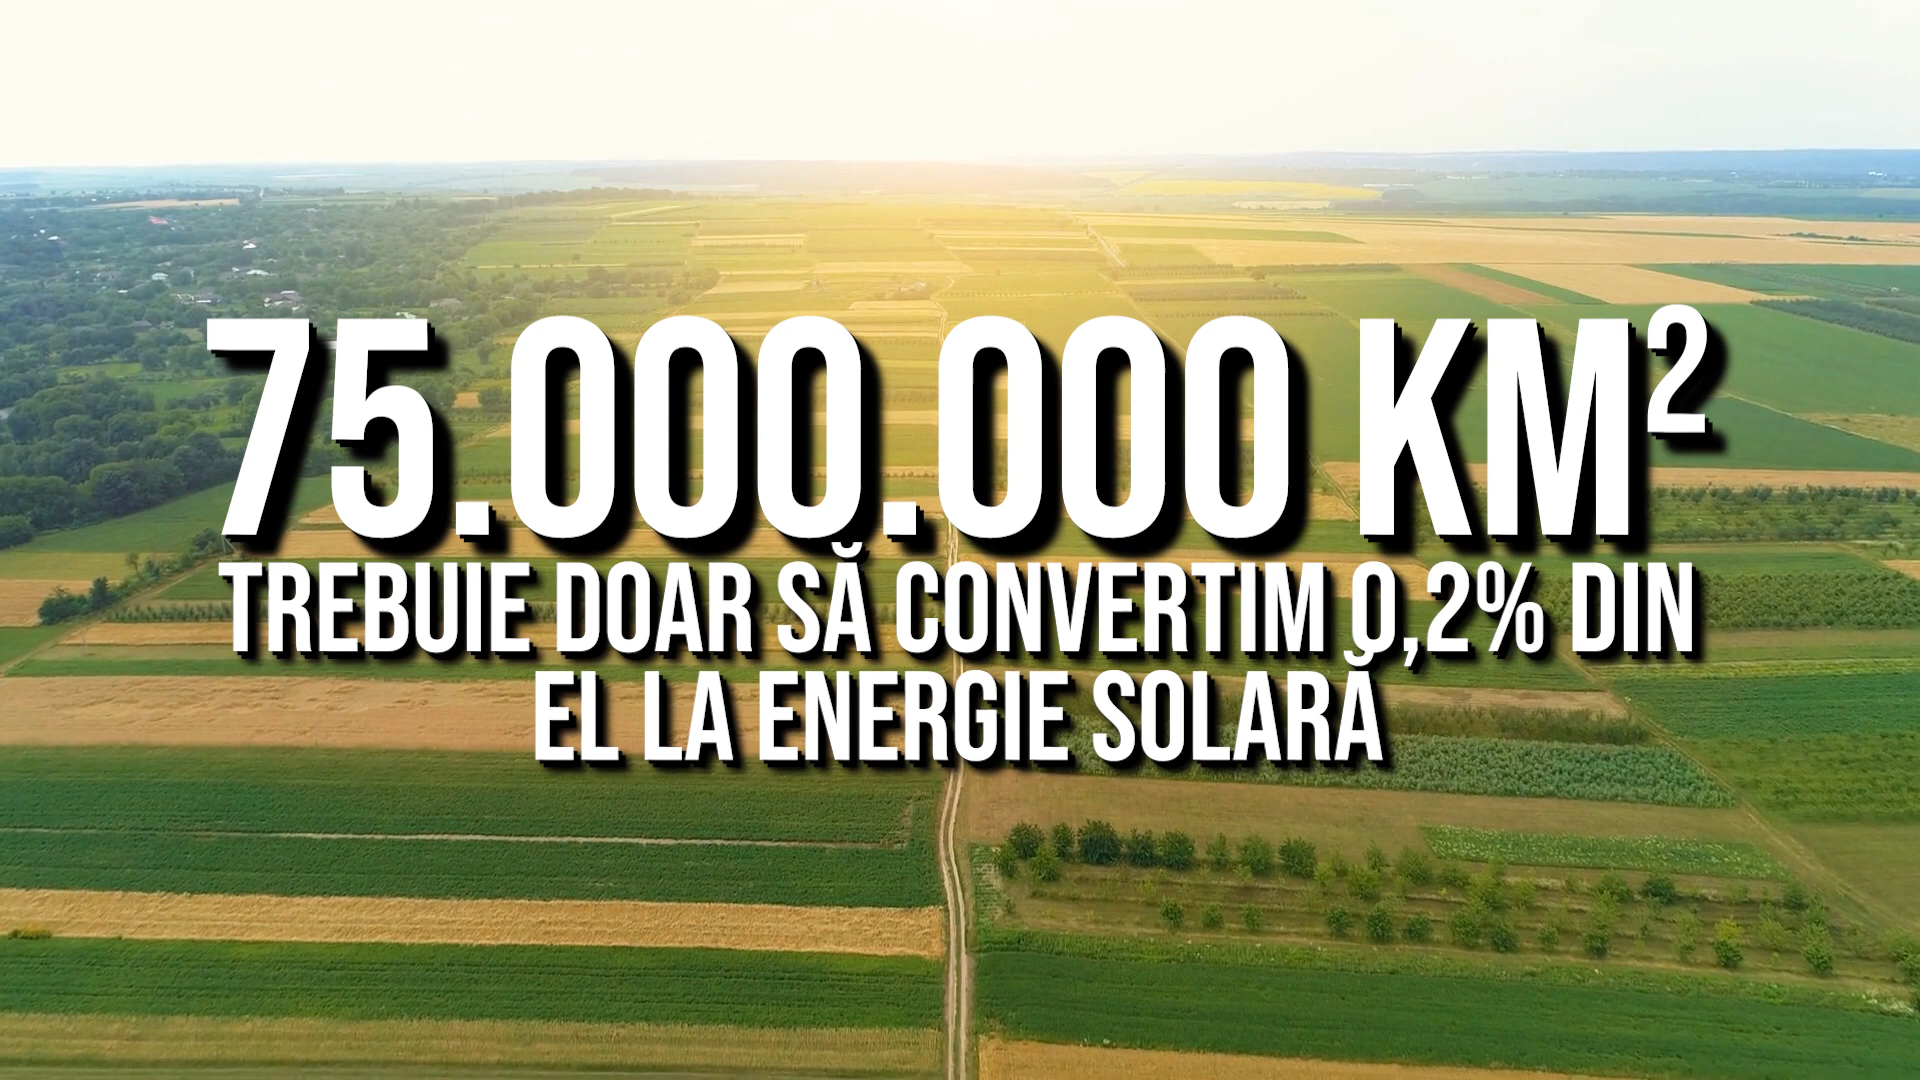 75.000.000 KM²
TREBUIE DOAR SĂ CONVERTIM 0,2% DIN
EL LA ENERGIE SOLARĂ